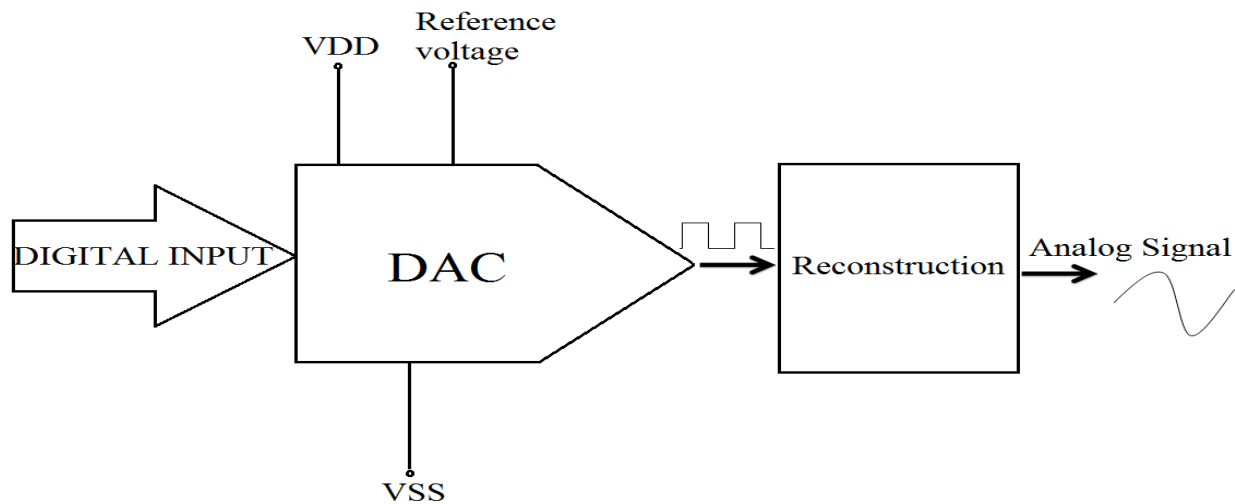 VDD
Reference
voltage
DIGITAL INPUT
DAC
Reconstruction
Analog Signal
VSS